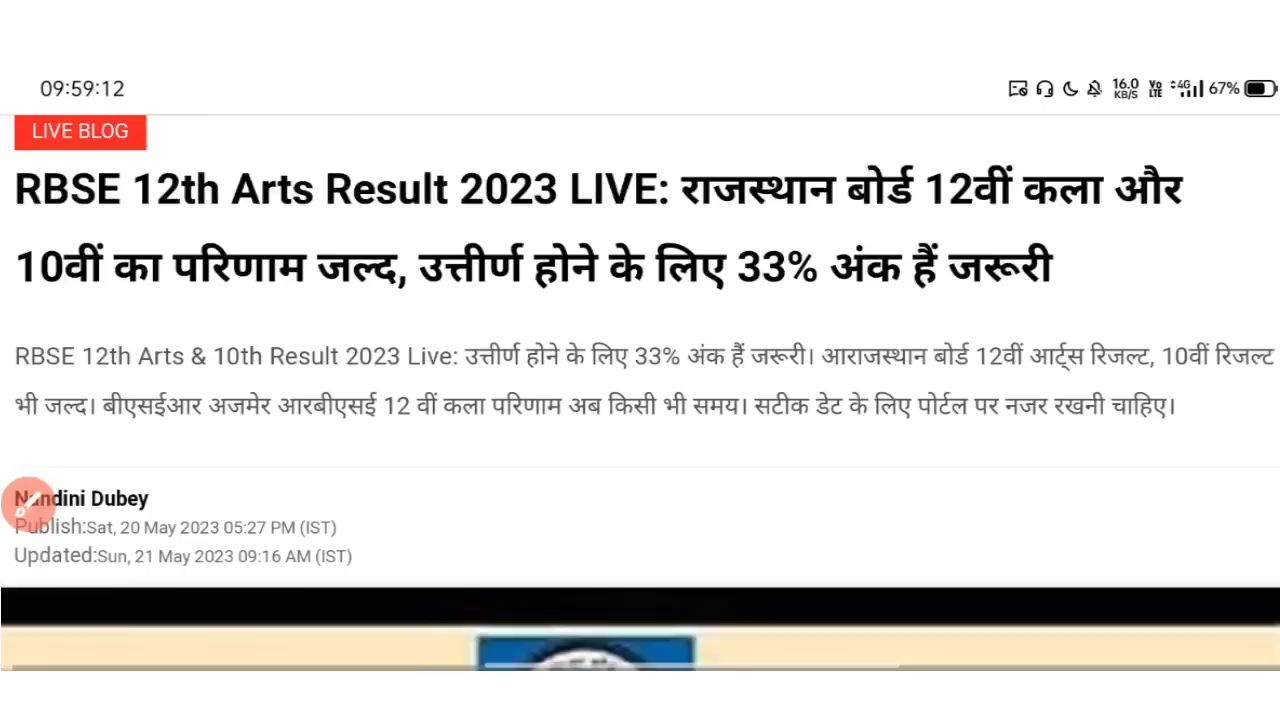 09:59:12 16.0 KB/S Vo LTE 4G 67%
LIVE BLOG
RBSE 12th Arts Result 2023 LIVE: राजस्थान बोर्ड 12वीं कला और
10वीं का परिणाम जल्द, उत्तीर्ण होने के लिए 33% अंक हैं जरूरी
RBSE 12th Arts & 10th Result 2023 Live: उत्तीर्ण होने के लिए 33% अंक हैं जरूरी। आराजस्थान बोर्ड 12वीं आर्ट्स रिजल्ट, 10वीं रिजल्ट
भी जल्द। बीएसईआर अजमेर आरबीएसई 12 वीं कला परिणाम अब किसी भी समय। सटीक डेट के लिए पोर्टल पर नजर रखनी चाहिए।
Nandini Dubey
Publish:Sat, 20 May 2023 05:27 PM (IST)
Updated:Sun, 21 May 2023 09:16 AM (IST)